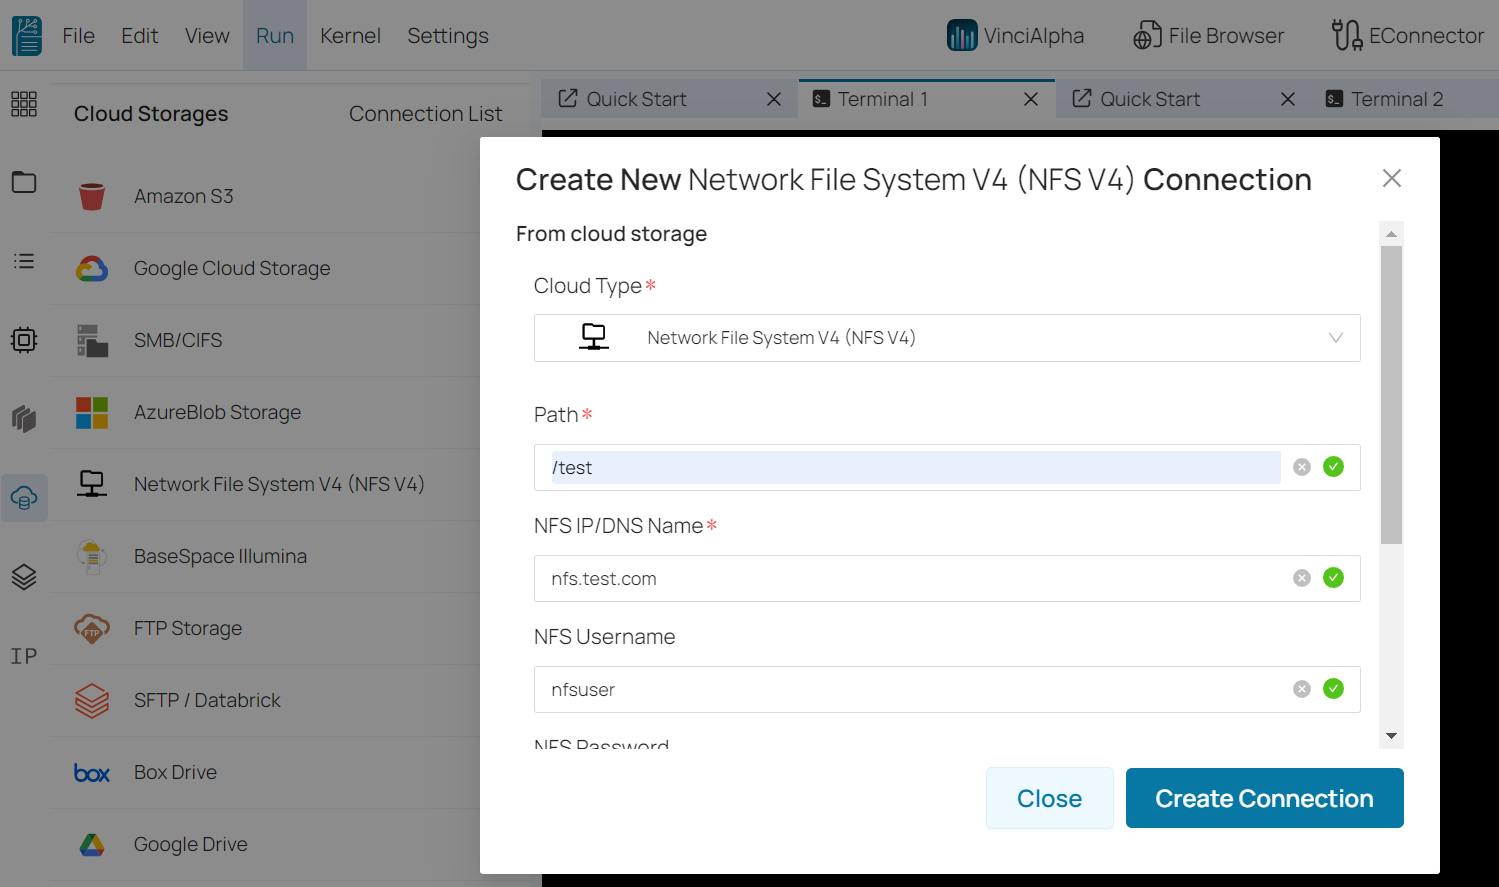 File Edit View Run Kernel Settings VinciAlpha File Browser EConnector
Cloud Storages Connection List
Quick Start Terminal 1 Quick Start Terminal 2
Amazon S3
Google Cloud Storage
SMB/CIFS
AzureBlob Storage
Network File System V4 (NFS V4)
BaseSpace Illumina
FTP
FTP Storage
SFTP / Databrick
box Box Drive
Google Drive
IP
Create New Network File System V4 (NFS V4) Connection
From cloud storage
Cloud Type*
Network File System V4 (NFS V4)
Path*
/test
NFS IP/DNS Name*
nfs.test.com
NFS Username
nfsuser
NFS Password
Close Create Connection